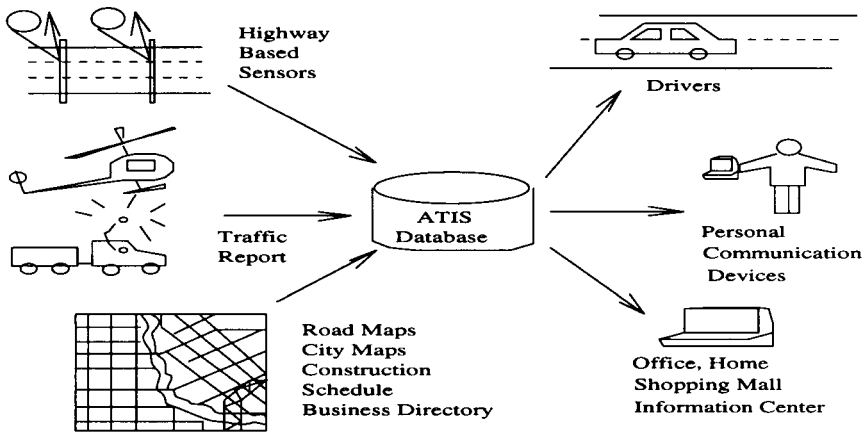 Highway
Based
Sensors
Drivers
Traffic
Report
ATIS
Database
Personal
Communication
Devices
Road Maps
City Maps
Construction
Schedule
Business Directory
Office, Home
Shopping Mall
Information Center